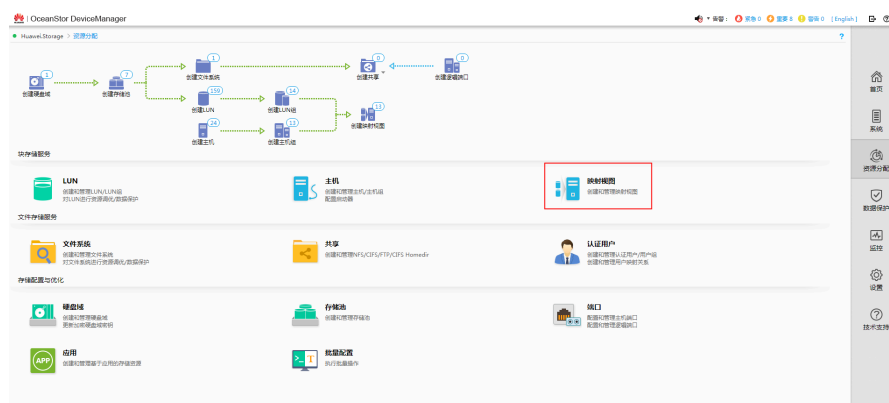 OceanStor DeviceManager
告警： 紧急 0 重要 8 警告 0 [English]
Huawei.Storage > 资源分配 ?
1
创建硬盘域
2
创建存储池
1
创建文件系统
0
创建共享
0
创建逻辑端口
159
创建LUN
14
创建LUN组
24
创建主机
13
创建主机组
13
创建映射视图
块存储服务
LUN
创建和管理LUN/LUN组
对LUN进行资源调优/数据保护
主机
创建和管理主机/主机组
配置启动器
映射视图
创建和管理映射视图
文件存储服务
文件系统
创建和管理文件系统
对文件系统进行资源调优/数据保护
共享
创建和管理NFS/CIFS/FTP/CIFS Homedir
认证用户
创建和管理认证用户/用户组
创建和管理用户映射关系
存储配置与优化
硬盘域
创建和管理硬盘域
更新加密硬盘域密钥
存储池
创建和管理存储池
端口
配置和管理主机端口
配置和管理逻辑端口
APP
应用
创建和管理基于应用的存储资源
>_ T
批量配置
执行批量操作
首页
系统
资源分配
数据保护
监控
设置
技术支持